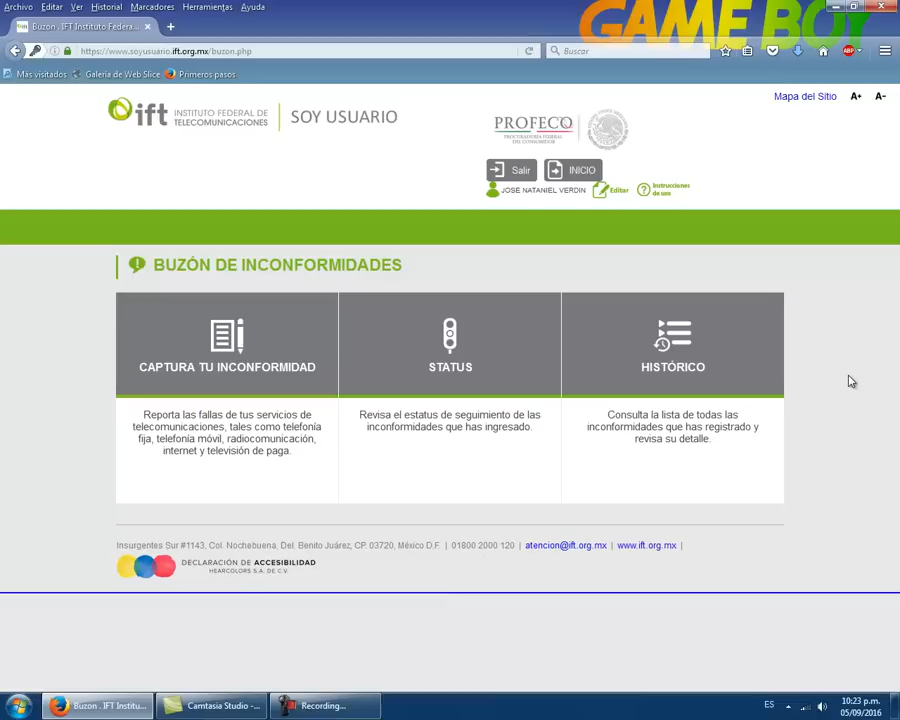 Archivo Editar Ver Historial Marcadores Herramientas Ayuda
GAME BOY
Buzon . IFT Instituto Federa...
https://www.soyusuario.ift.org.mx/buzon.php
Buscar
ABP
Más visitados Galería de Web Slice Primeros pasos
Mapa del Sitio A+ A-
ift INSTITUTO FEDERAL DE TELECOMUNICACIONES SOY USUARIO
PROFECO
PROCURADURÍA FEDERAL
DEL CONSUMIDOR
Salir INICIO
JOSE NATANIEL VERDIN Editar Instrucciones de uso
BUZÓN DE INCONFORMIDADES
CAPTURA TU INCONFORMIDAD
Reporta las fallas de tus servicios de
telecomunicaciones, tales como telefonía
fija, telefonía móvil, radiocomunicación,
internet y televisión de paga.
STATUS
Revisa el estatus de seguimiento de las
inconformidades que has ingresado.
HISTÓRICO
Consulta la lista de todas las
inconformidades que has registrado y
revisa su detalle.
Insurgentes Sur #1143, Col. Nochebuena, Del. Benito Juárez, CP. 03720, México D.F. | 01800 2000 120 | atencion@ift.org.mx | www.ift.org.mx |
DECLARACIÓN DE ACCESIBILIDAD
HEARCOLORS S.A. DE C.V.
Buzon . IFT Institu... Camtasia Studio -... Recording... ES 10:23 p.m.
05/09/2016